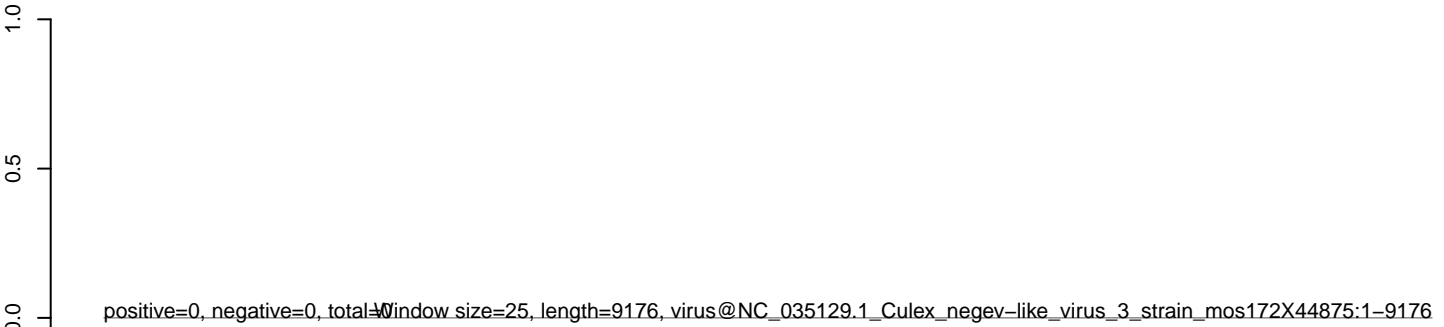 1.0
0.5
0.0
positive=0, negative=0, total=0
Window size=25, length=9176, virus@NC_035129.1_Culex_negev−like_virus_3_strain_mos172X44875:1−9176